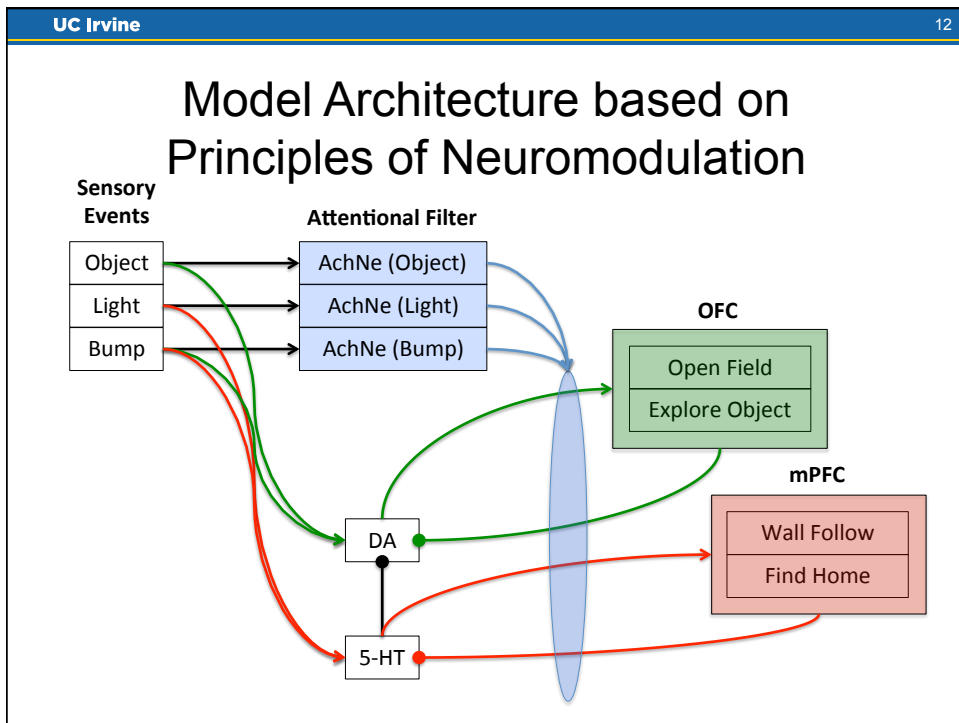 UC Irvine
12
Model Architecture based on
Principles of Neuromodulation
Sensory
Events
Attentional Filter
Object
AchNe (Object)
Light
AchNe (Light)
Bump
AchNe (Bump)
OFC
Open Field
Explore Object
mPFC
Wall Follow
Find Home
DA
5-HT